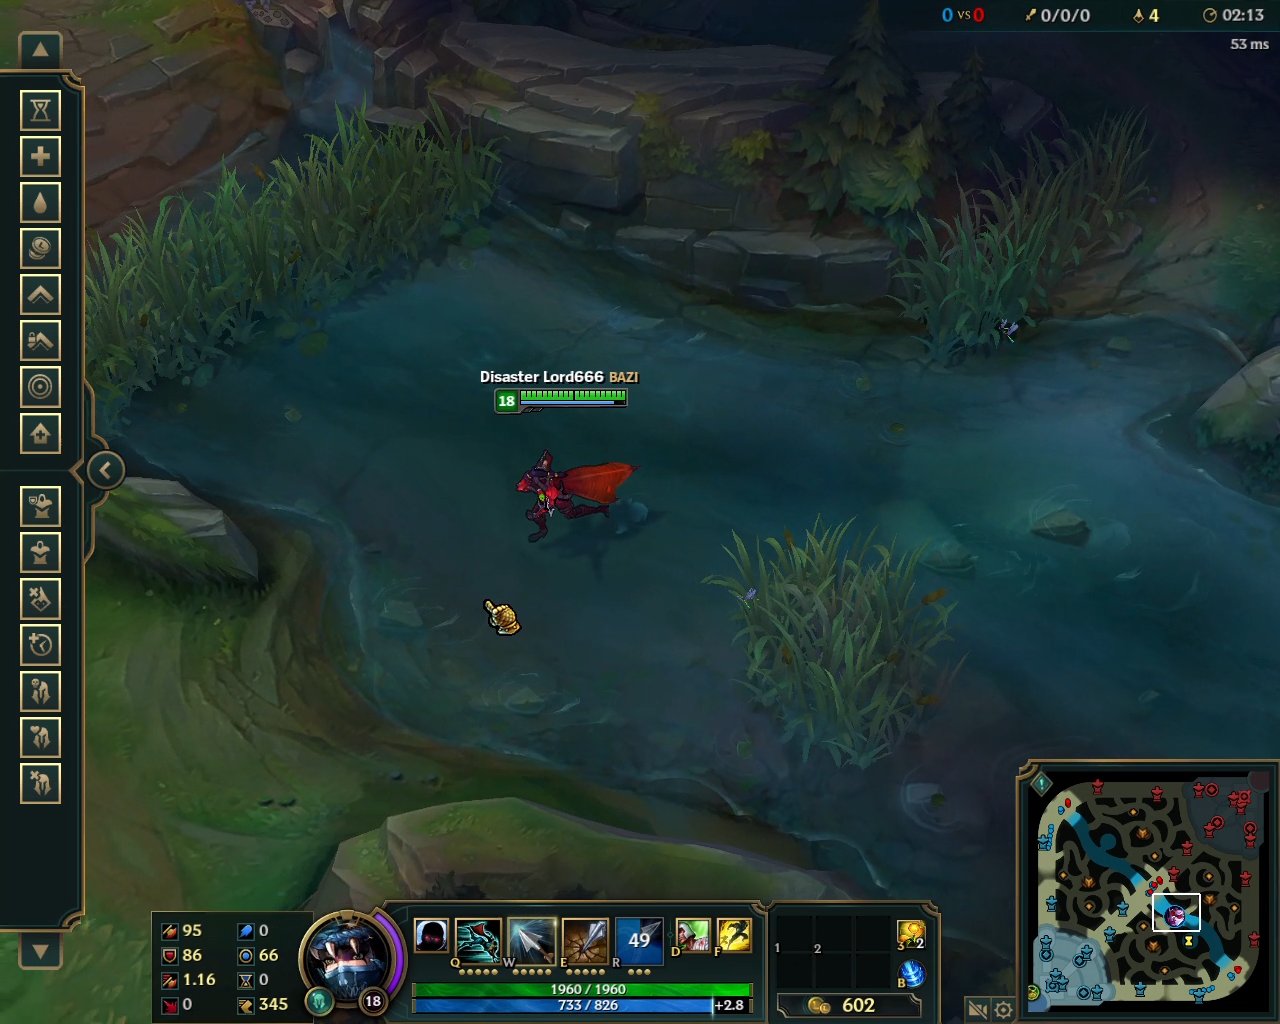 0 vs 0 0/0/0 4 02:13
53 ms
Disaster Lord666 BAZI
18
95 0
86 66
1.16 0
0 345
18
Q W E R 49 D F
1960 / 1960
733 / 826 +2.8
1 2 3 2
B
602